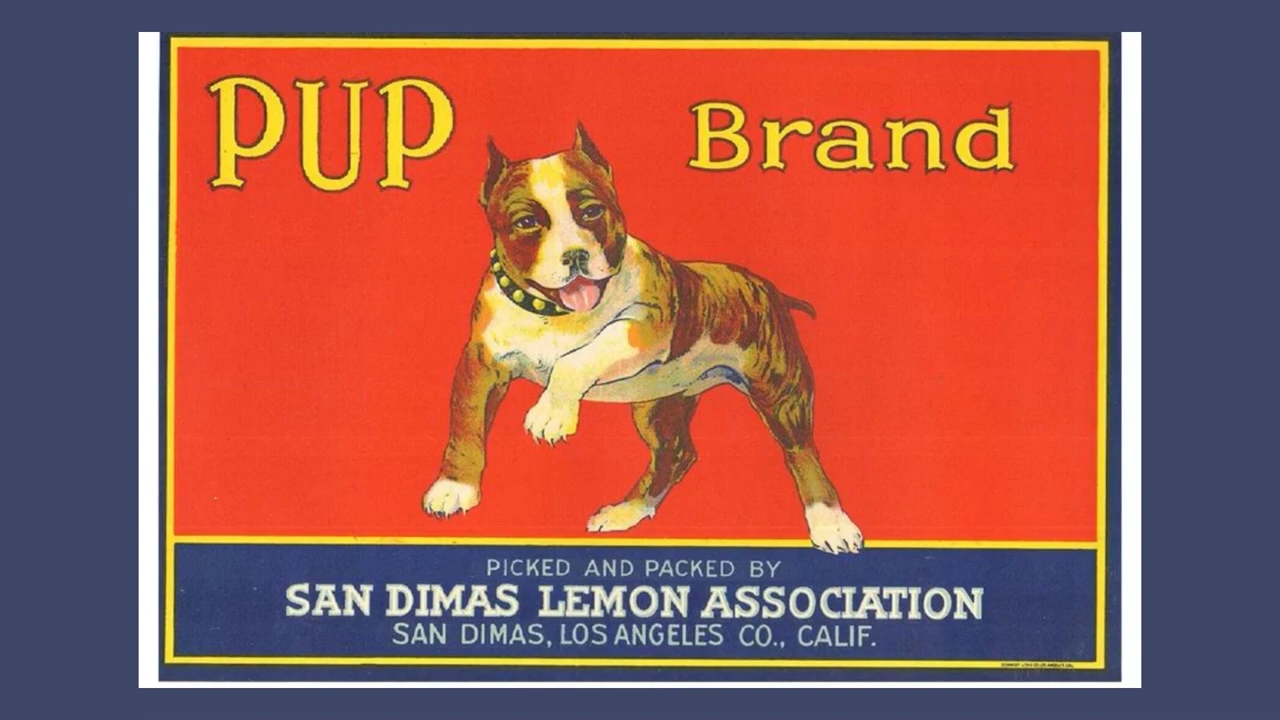 PUP Brand
PICKED AND PACKED BY
SAN DIMAS LEMON ASSOCIATION
SAN DIMAS, LOS ANGELES CO., CALIF.